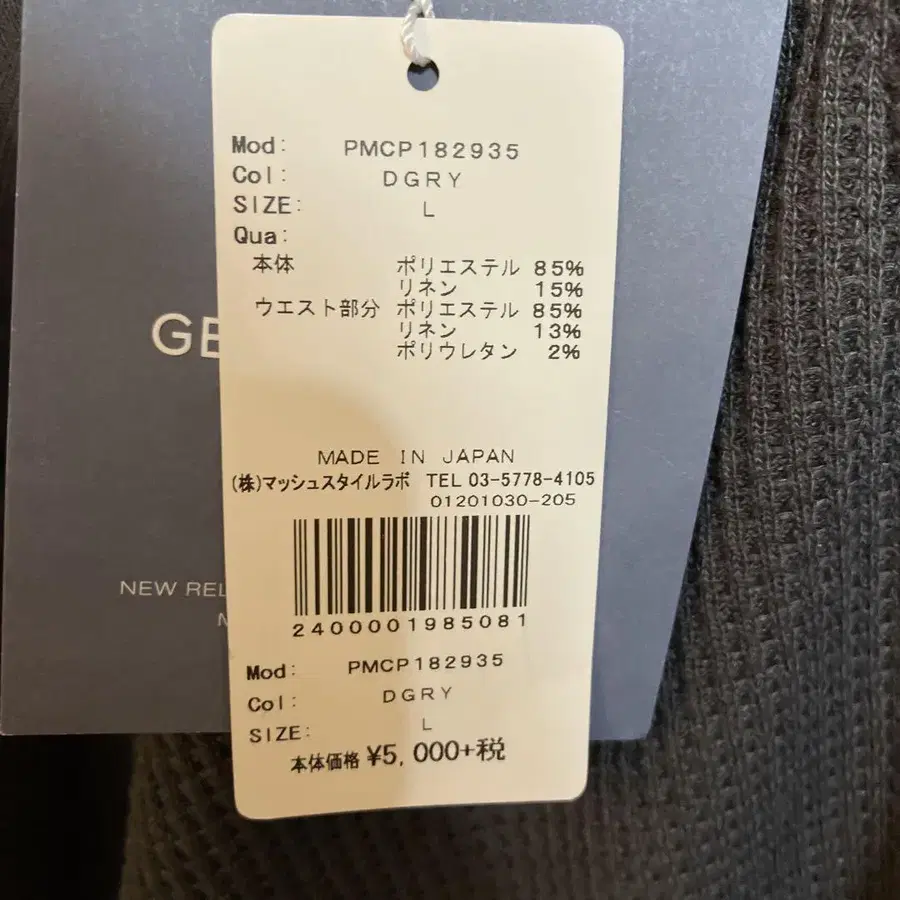 Mod: PMCP182935
Col: DGRY
SIZE: L
Qua:
本体 ポリエステル 85%
リネン 15%
ウエスト部分 ポリエステル 85%
リネン 13%
ポリウレタン 2%
GE
MADE IN JAPAN
(株)マッシュスタイルラボ TEL 03-5778-4105
01201030-205
NEW REL
M
2400001985081
Mod: PMCP182935
Col: DGRY
SIZE: L
本体価格 ¥5,000+税